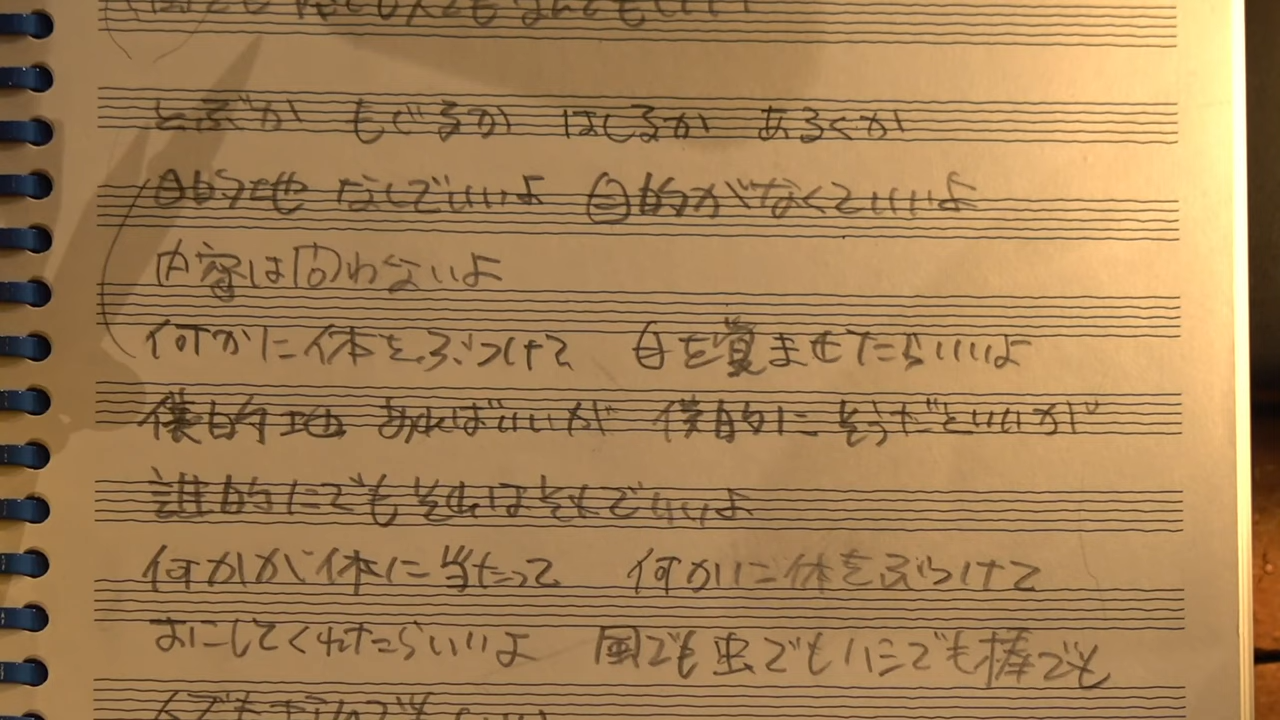 とぶか もぐるか はしるか あるくか
目的地 なしでいいよ 目的がなくていいよ
内容は問わないよ
何かに体をぶつけて 目を覚ませたらいいよ
僕的地 あればいいが 僕的に そうだといいが
誰的にでも それはそれでいいよ
何かが体に当たって 何かに体をぶつけて
おにしてくれたらいいよ 風でも虫でも ハミでも棒でも